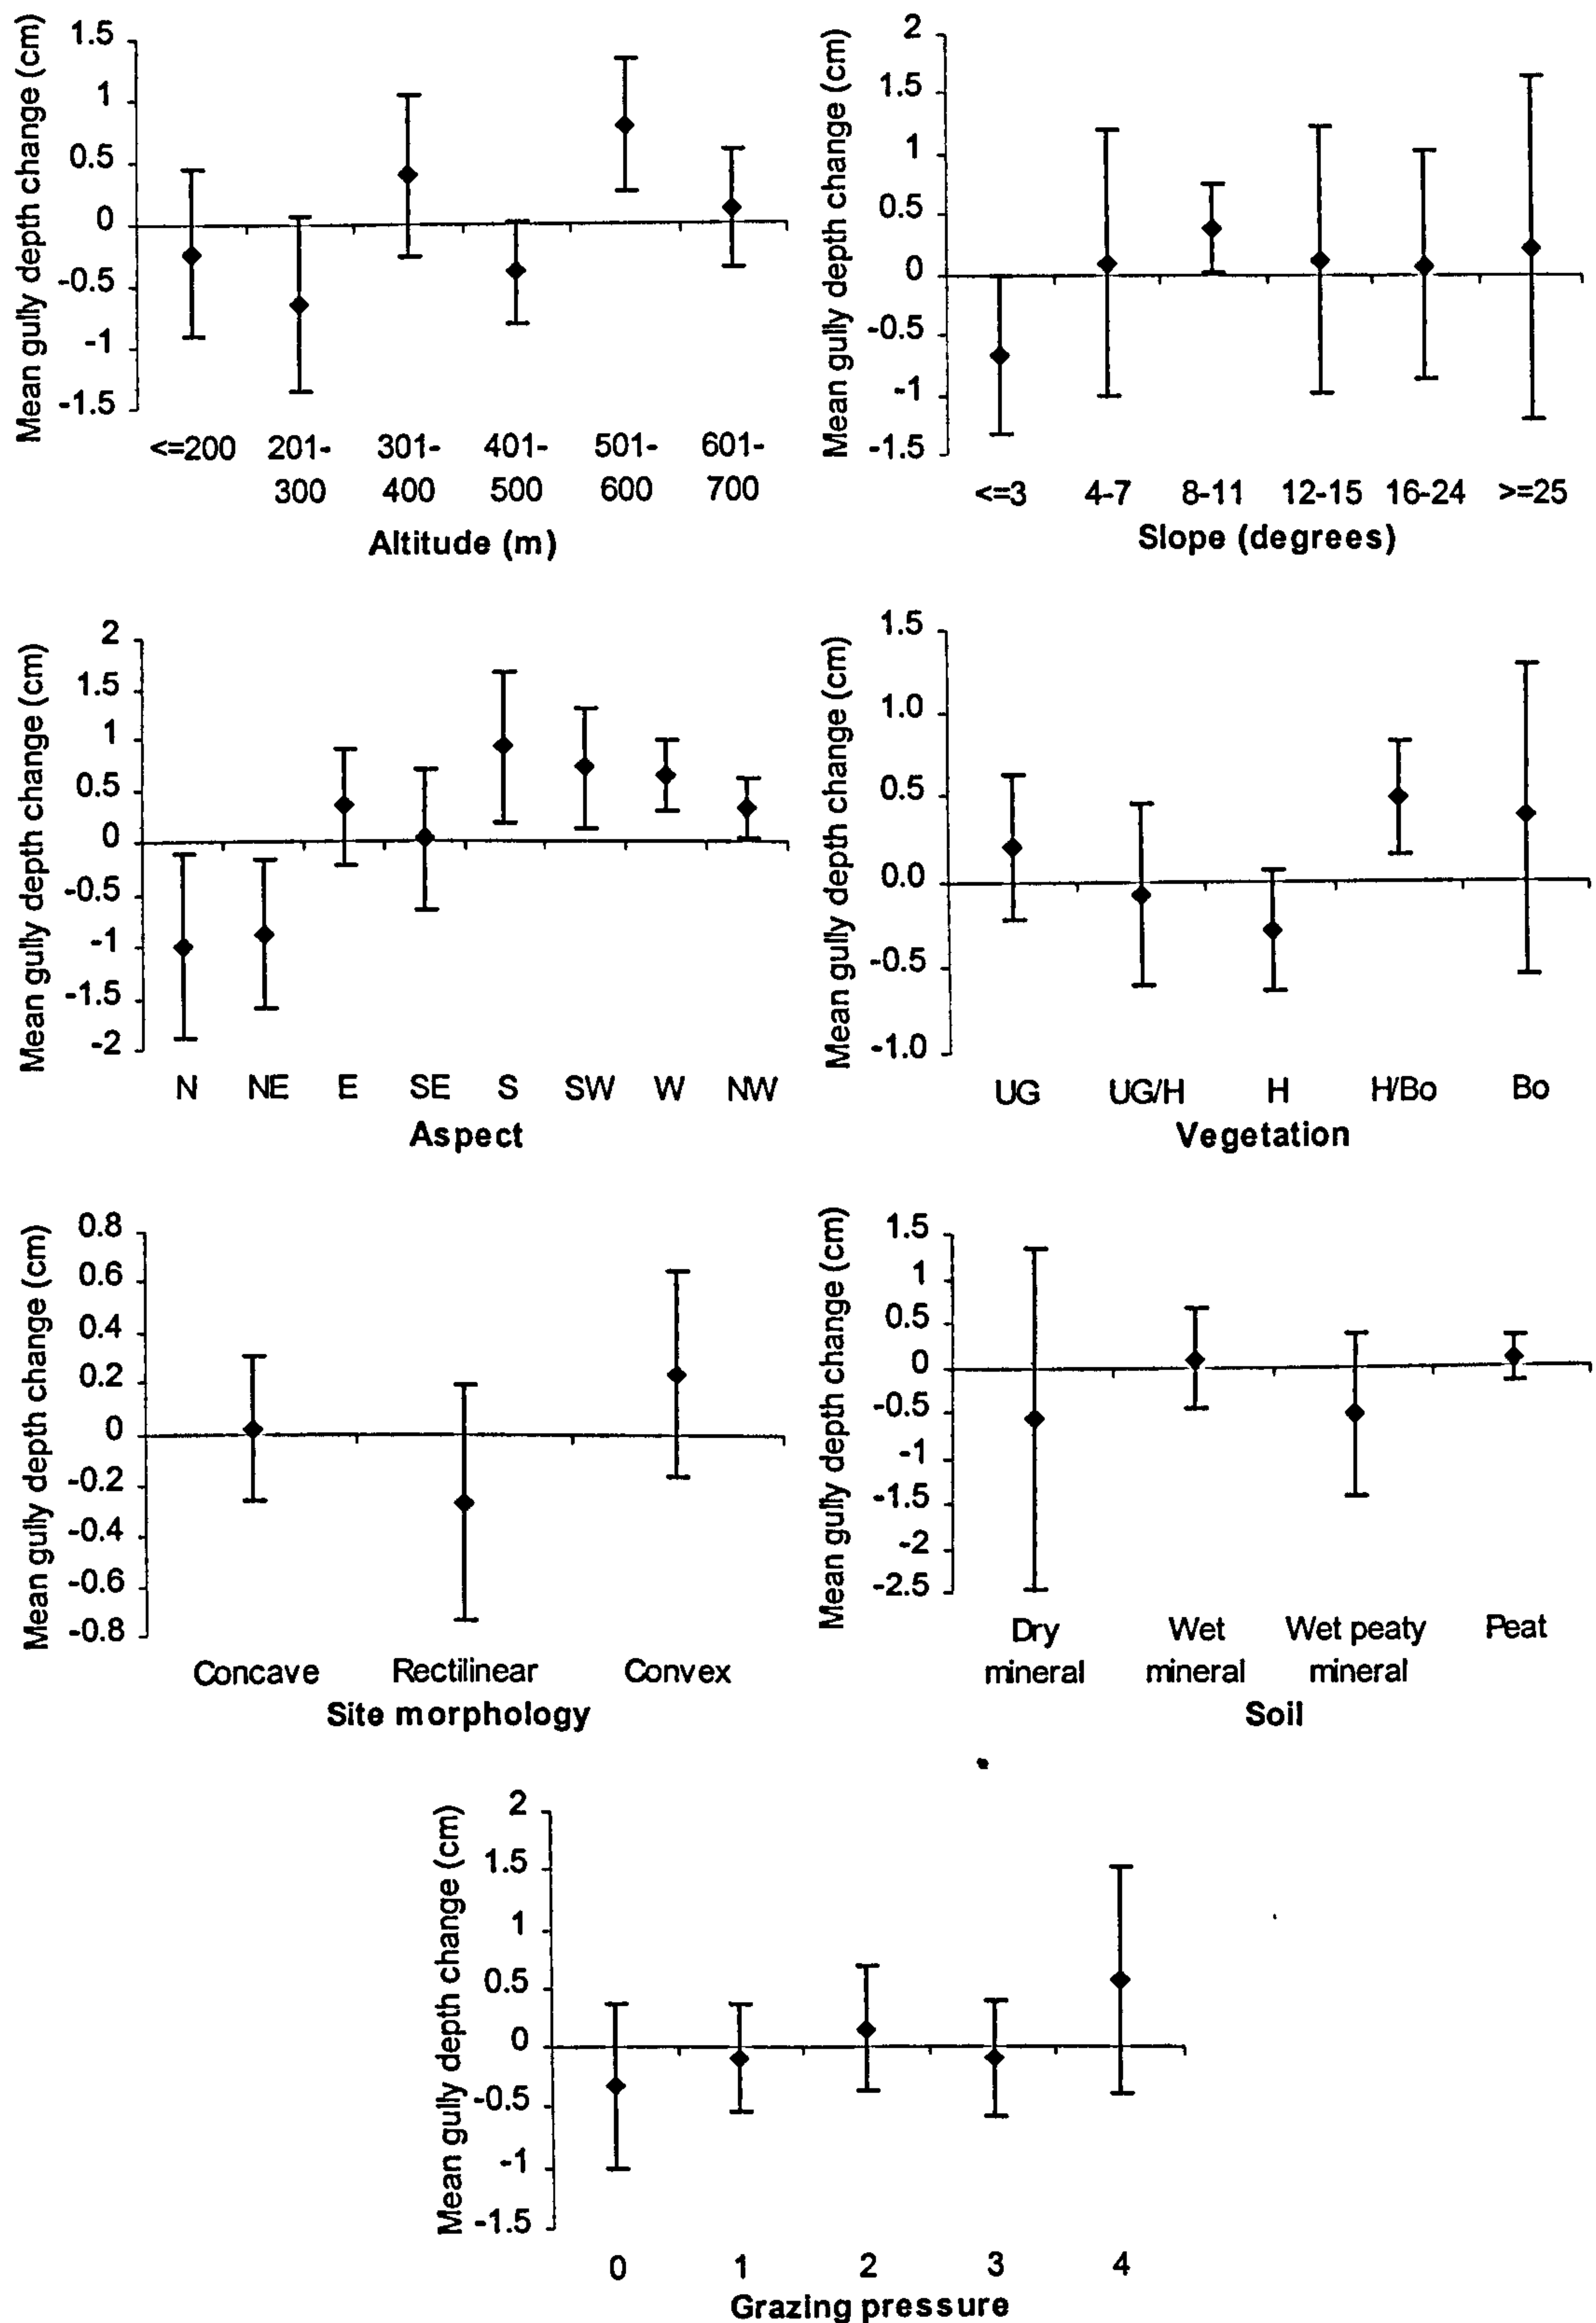 Mean gully depth change (cm)
1.5
1
0.5
0
-0.5
-1
-1.5
<=200 201- 301- 401- 501- 601-
300 400 500 600 700
Altitude (m)
Mean gully depth change (cm)
2
1.5
1
0.5
0
-0.5
-1
-1.5
<=3 4-7 8-11 12-15 16-24 >=25
Slope (degrees)
Mean gully depth change (cm)
2
1.5
1
0.5
0
-0.5
-1
-1.5
-2
N NE E SE S SW W NW
Aspect
Mean gully depth change (cm)
1.5
1.0
0.5
0.0
-0.5
-1.0
UG UG/H H H/Bo Bo
Vegetation
Mean gully depth change (cm)
0.8
0.6
0.4
0.2
0
-0.2
-0.4
-0.6
-0.8
Concave Rectilinear Convex
Site morphology
Mean gully depth change (cm)
1.5
1
0.5
0
-0.5
-1
-1.5
-2
-2.5
Dry Wet Wet peaty Peat
mineral mineral mineral
Soil
Mean gully depth change (cm)
2
1.5
1
0.5
0
-0.5
-1
-1.5
0 1 2 3 4
Grazing pressure